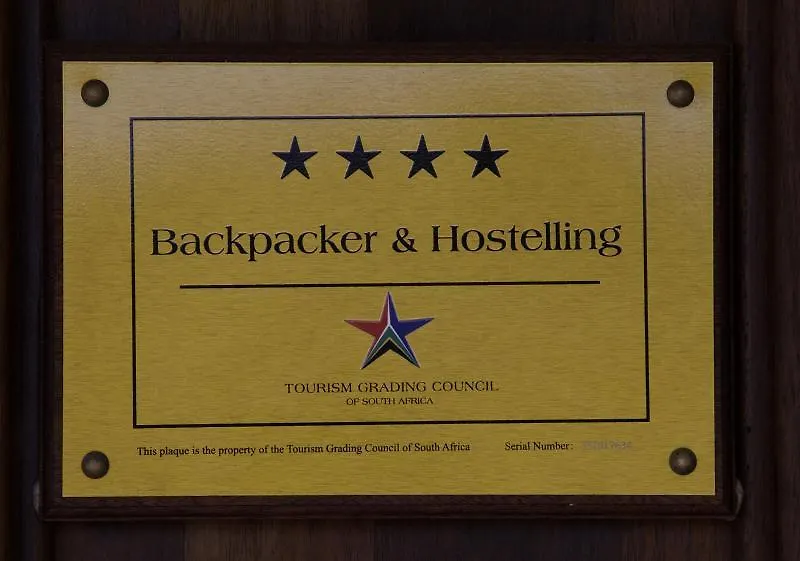 Backpacker & Hostelling
TOURISM GRADING COUNCIL
OF SOUTH AFRICA
This plaque is the property of the Tourism Grading Council of South Africa Serial Number: